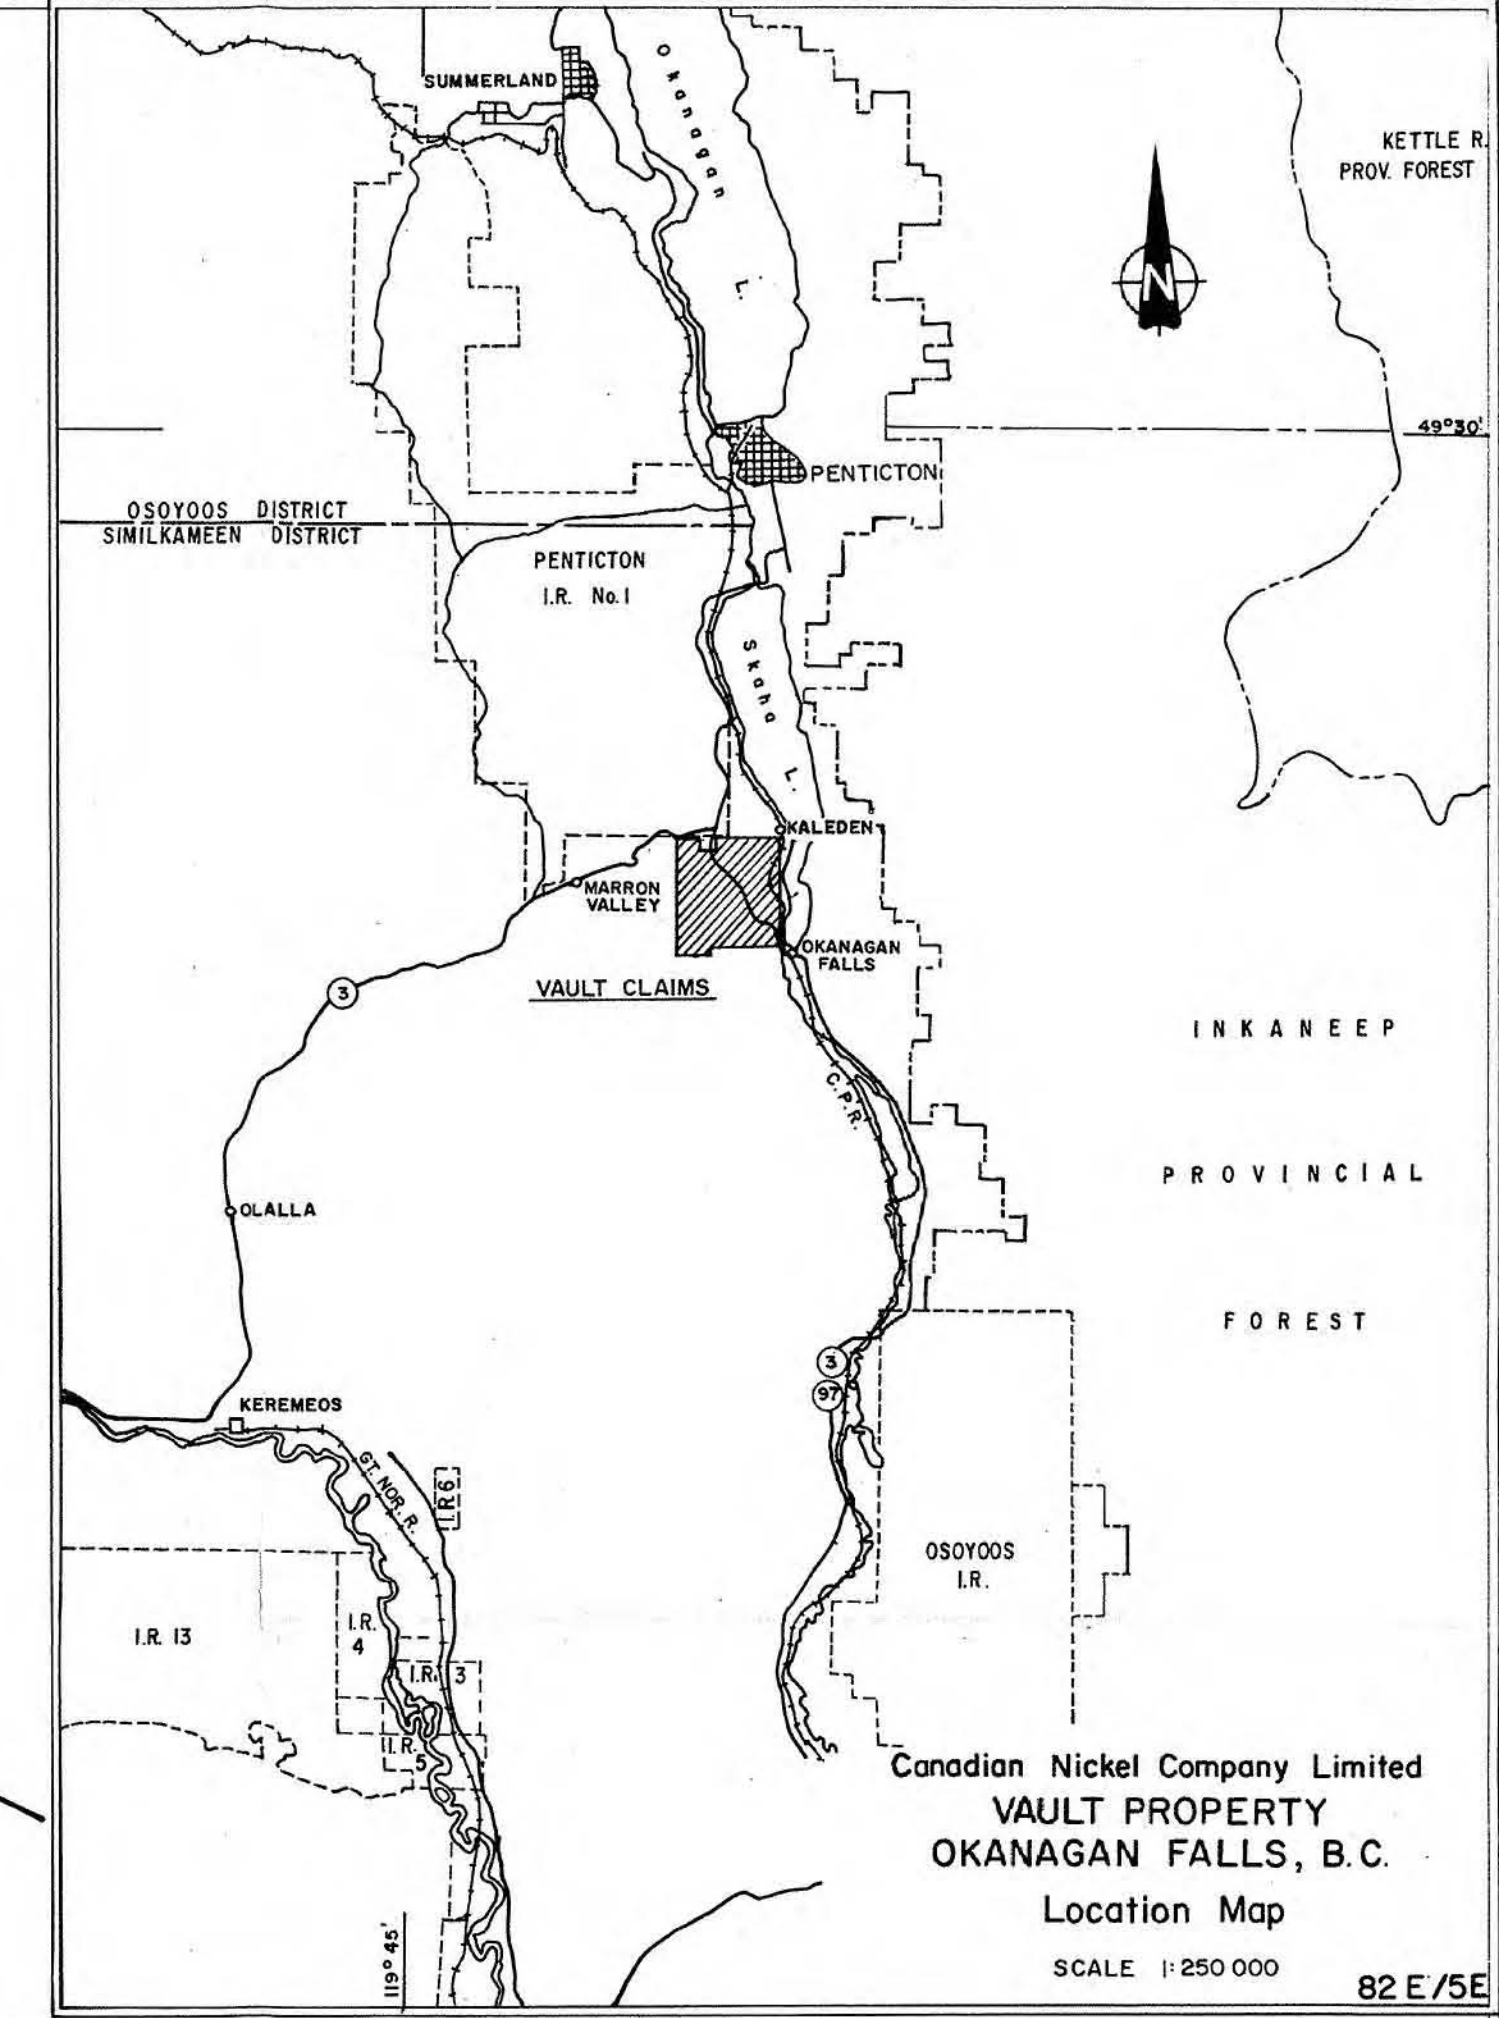 SUMMERLAND
Okanagan L.
KETTLE R.
PROV. FOREST
N
49°30'
PENTICTON
OSOYOOS DISTRICT
SIMILKAMEEN DISTRICT
PENTICTON
I.R. No. 1
Skaha L.
KALEDEN
MARRON
VALLEY
OKANAGAN
FALLS
VAULT CLAIMS
3
INKANEEP
C.P.R.
PROVINCIAL
OLALLA
FOREST
3
97
KEREMEOS
GT. NOR. R.
I.R 6
OSOYOOS
I.R.
I.R. 13
I.R.
4
I.R. 3
I.R.
5
Canadian Nickel Company Limited
VAULT PROPERTY
OKANAGAN FALLS, B.C.
Location Map
SCALE 1:250 000
119° 45'
82 E/5E